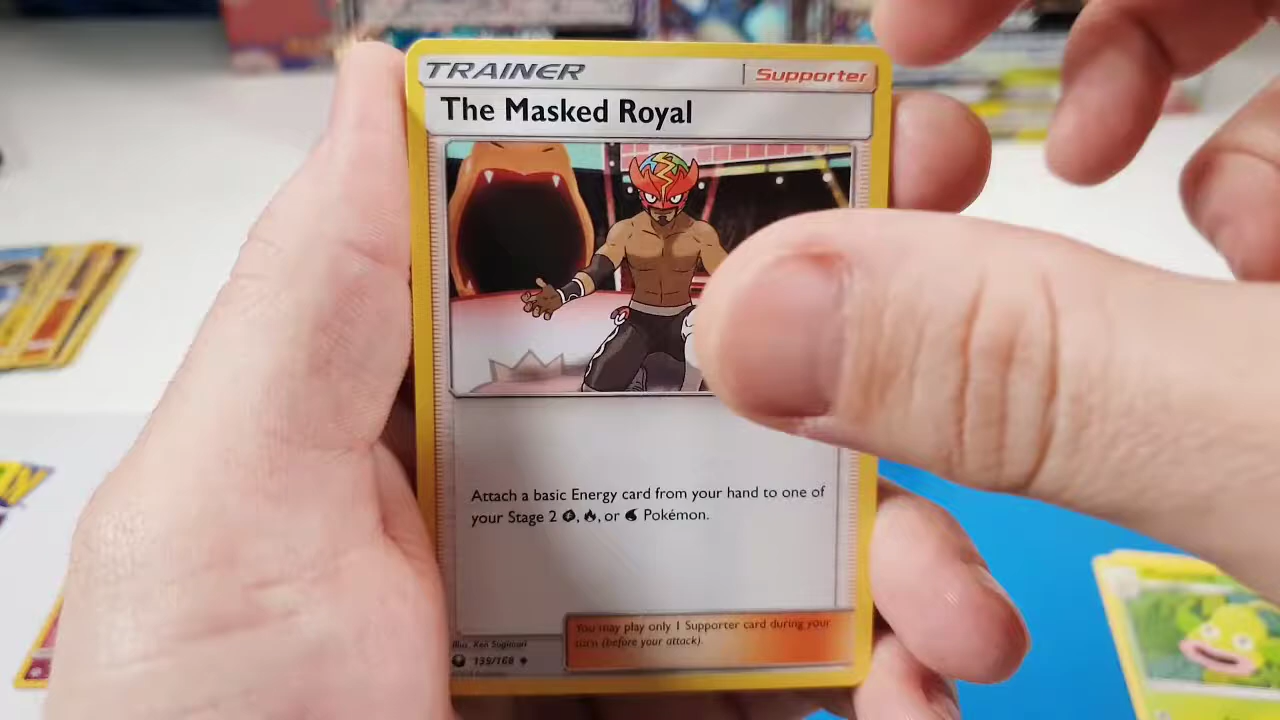 TRAINER
Supporter
The Masked Royal
Attach a basic Energy card from your hand to one of
your Stage 2 , , or Pokémon.
You may play only 1 Supporter card during your
turn (before your attack).
Illus. Ken Sugimori
139/168